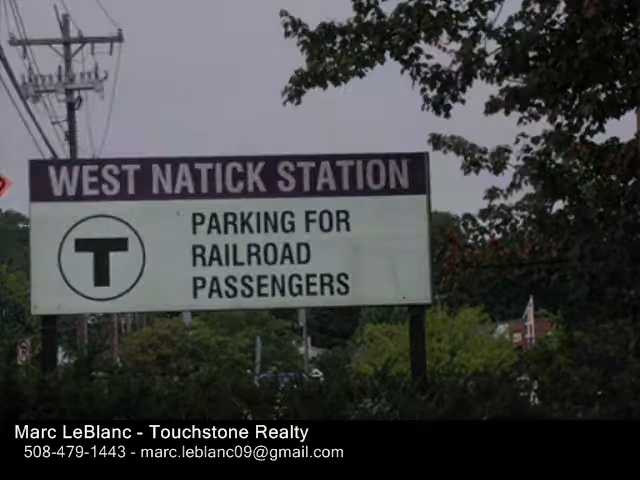 WEST NATICK STATION
T
PARKING FOR
RAILROAD
PASSENGERS
Marc LeBlanc - Touchstone Realty
508-479-1443 - marc.leblanc09@gmail.com